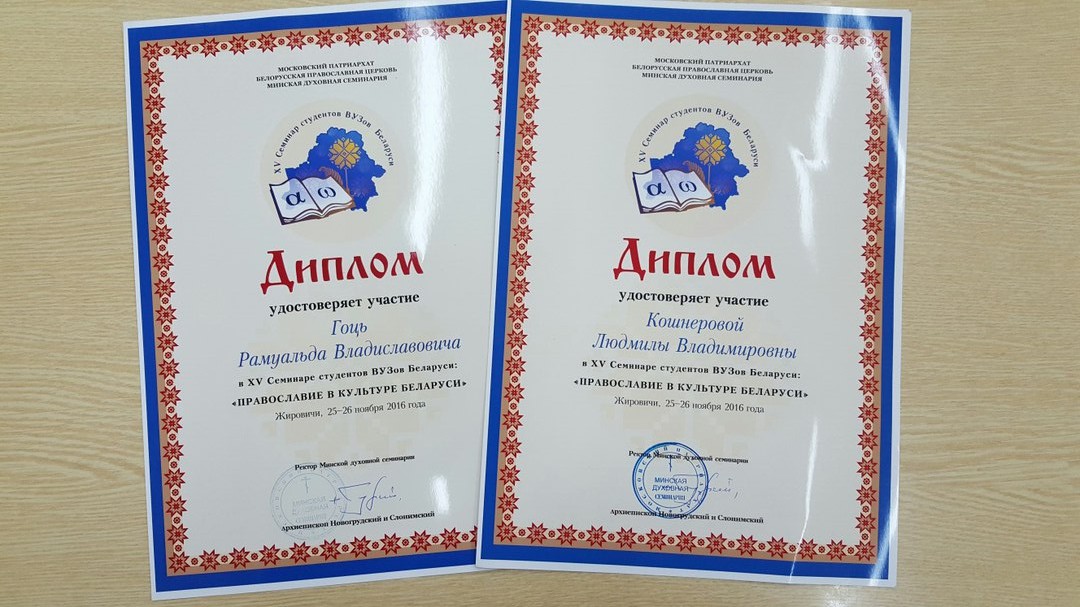 МОСКОВСКИЙ ПАТРИАРХАТ
БЕЛОРУССКАЯ ПРАВОСЛАВНАЯ ЦЕРКОВЬ
МИНСКАЯ ДУХОВНАЯ СЕМИНАРИЯ
XV Семинар студентов ВУЗов Беларуси
α ω
Диплом
удостоверяет участие
Гоць
Рамуальда Владиславовича
в XV Семинаре студентов ВУЗов Беларуси:
«ПРАВОСЛАВИЕ В КУЛЬТУРЕ БЕЛАРУСИ»
Жировичи, 25-26 ноября 2016 года
Ректор Минской духовной семинарии
МИНСКАЯ
ДУХОВНАЯ
Архиепископ Новогрудский и Слонимский
МОСКОВСКИЙ ПАТРИАРХАТ
БЕЛОРУССКАЯ ПРАВОСЛАВНАЯ ЦЕРКОВЬ
МИНСКАЯ ДУХОВНАЯ СЕМИНАРИЯ
XV Семинар студентов ВУЗов Беларуси
α ω
Диплом
удостоверяет участие
Кошнеровой
Людмилы Владимировны
в XV Семинаре студентов ВУЗов Беларуси:
«ПРАВОСЛАВИЕ В КУЛЬТУРЕ БЕЛАРУСИ»
Жировичи, 25-26 ноября 2016 года
Ректор Минской духовной семинарии
МИНСКАЯ
ДУХОВНАЯ
СЕМИНАРИЯ
Архиепископ Новогрудский и Слонимский